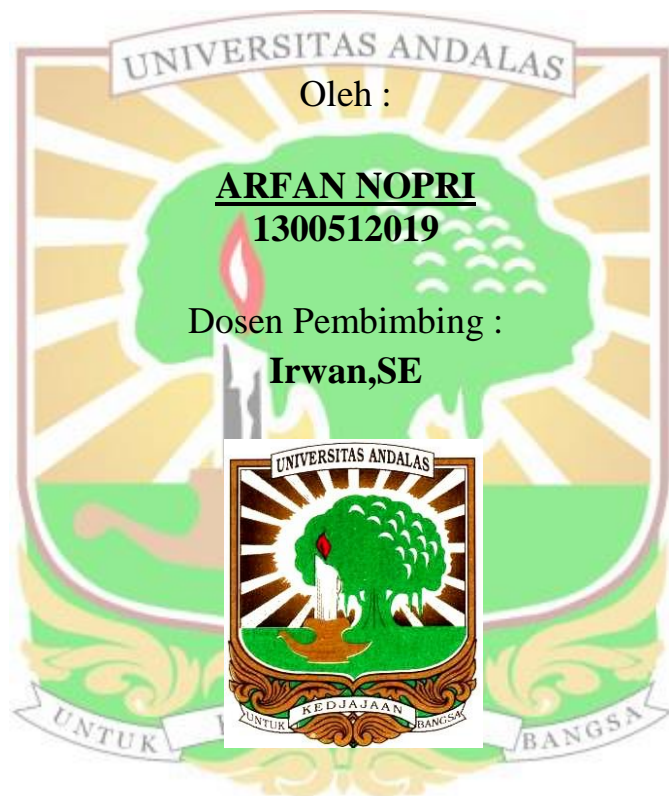 UNIVERSITAS ANDALAS
Oleh :
ARFAN NOPRI
1300512019
Dosen Pembimbing :
Irwan,SE
UNIVERSITAS ANDALAS
UNTUK KEDJAJAAN BANGSA
UNTUK BANGSA